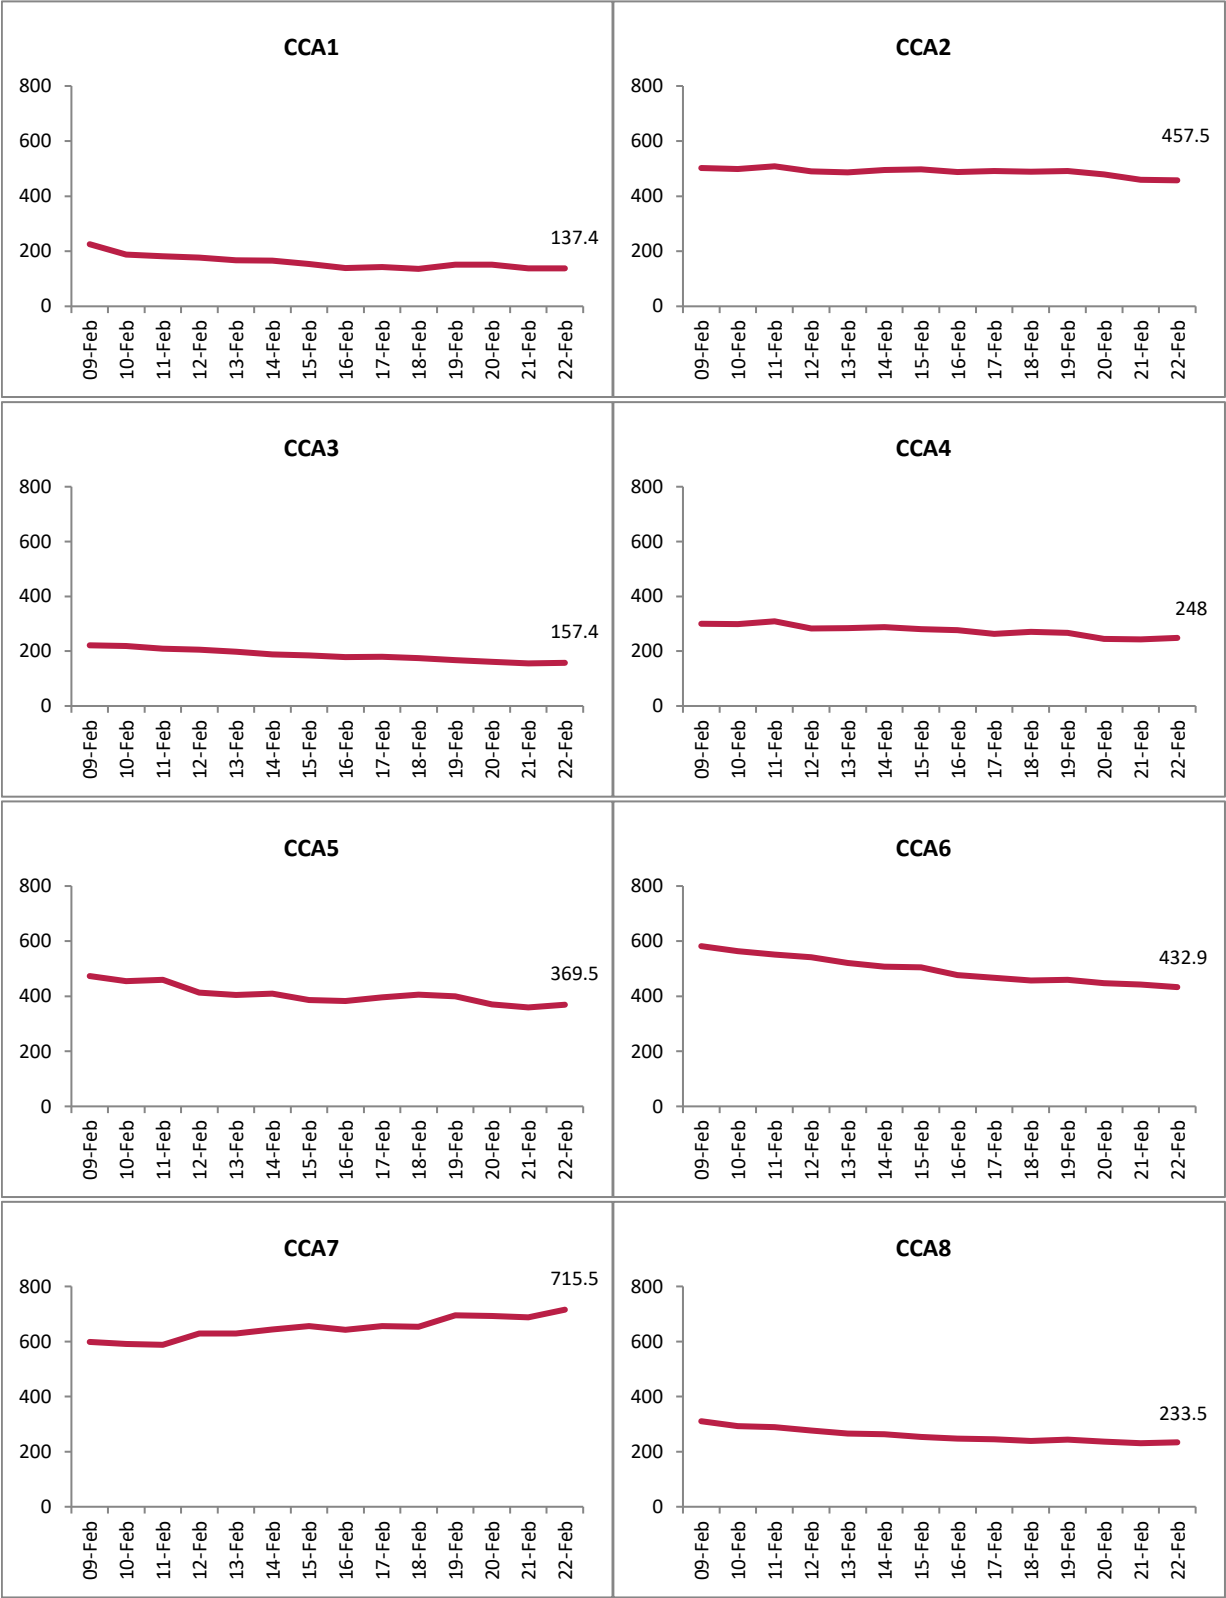 CCA1
800
600
400
200
0
137.4
09-Feb
10-Feb
11-Feb
12-Feb
13-Feb
14-Feb
15-Feb
16-Feb
17-Feb
18-Feb
19-Feb
20-Feb
21-Feb
22-Feb
CCA2
800
600
400
200
0
457.5
09-Feb
10-Feb
11-Feb
12-Feb
13-Feb
14-Feb
15-Feb
16-Feb
17-Feb
18-Feb
19-Feb
20-Feb
21-Feb
22-Feb
CCA3
800
600
400
200
0
157.4
09-Feb
10-Feb
11-Feb
12-Feb
13-Feb
14-Feb
15-Feb
16-Feb
17-Feb
18-Feb
19-Feb
20-Feb
21-Feb
22-Feb
CCA4
800
600
400
200
0
248
09-Feb
10-Feb
11-Feb
12-Feb
13-Feb
14-Feb
15-Feb
16-Feb
17-Feb
18-Feb
19-Feb
20-Feb
21-Feb
22-Feb
CCA5
800
600
400
200
0
369.5
09-Feb
10-Feb
11-Feb
12-Feb
13-Feb
14-Feb
15-Feb
16-Feb
17-Feb
18-Feb
19-Feb
20-Feb
21-Feb
22-Feb
CCA6
800
600
400
200
0
432.9
09-Feb
10-Feb
11-Feb
12-Feb
13-Feb
14-Feb
15-Feb
16-Feb
17-Feb
18-Feb
19-Feb
20-Feb
21-Feb
22-Feb
CCA7
800
600
400
200
0
715.5
09-Feb
10-Feb
11-Feb
12-Feb
13-Feb
14-Feb
15-Feb
16-Feb
17-Feb
18-Feb
19-Feb
20-Feb
21-Feb
22-Feb
CCA8
800
600
400
200
0
233.5
09-Feb
10-Feb
11-Feb
12-Feb
13-Feb
14-Feb
15-Feb
16-Feb
17-Feb
18-Feb
19-Feb
20-Feb
21-Feb
22-Feb